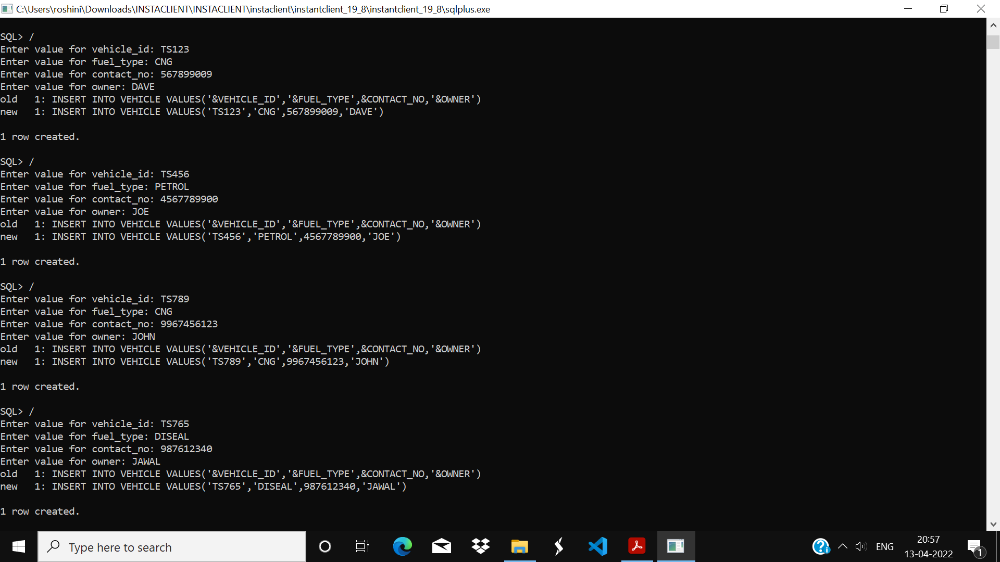 C:\Users\roshini\Downloads\INSTACLIENT\INSTACLIENT\instaclient\instantclient_19_8\instantclient_19_8\sqlplus.exe
SQL> /
Enter value for vehicle_id: TS123
Enter value for fuel_type: CNG
Enter value for contact_no: 567899009
Enter value for owner: DAVE
old   1: INSERT INTO VEHICLE VALUES('&VEHICLE_ID','&FUEL_TYPE',&CONTACT_NO,'&OWNER')
new   1: INSERT INTO VEHICLE VALUES('TS123','CNG',567899009,'DAVE')
1 row created.
SQL> /
Enter value for vehicle_id: TS456
Enter value for fuel_type: PETROL
Enter value for contact_no: 4567789900
Enter value for owner: JOE
old   1: INSERT INTO VEHICLE VALUES('&VEHICLE_ID','&FUEL_TYPE',&CONTACT_NO,'&OWNER')
new   1: INSERT INTO VEHICLE VALUES('TS456','PETROL',4567789900,'JOE')
1 row created.
SQL> /
Enter value for vehicle_id: TS789
Enter value for fuel_type: CNG
Enter value for contact_no: 9967456123
Enter value for owner: JOHN
old   1: INSERT INTO VEHICLE VALUES('&VEHICLE_ID','&FUEL_TYPE',&CONTACT_NO,'&OWNER')
new   1: INSERT INTO VEHICLE VALUES('TS789','CNG',9967456123,'JOHN')
1 row created.
SQL> /
Enter value for vehicle_id: TS765
Enter value for fuel_type: DISEAL
Enter value for contact_no: 987612340
Enter value for owner: JAWAL
old   1: INSERT INTO VEHICLE VALUES('&VEHICLE_ID','&FUEL_TYPE',&CONTACT_NO,'&OWNER')
new   1: INSERT INTO VEHICLE VALUES('TS765','DISEAL',987612340,'JAWAL')
1 row created.
Type here to search
ENG
20:57
13-04-2022
1